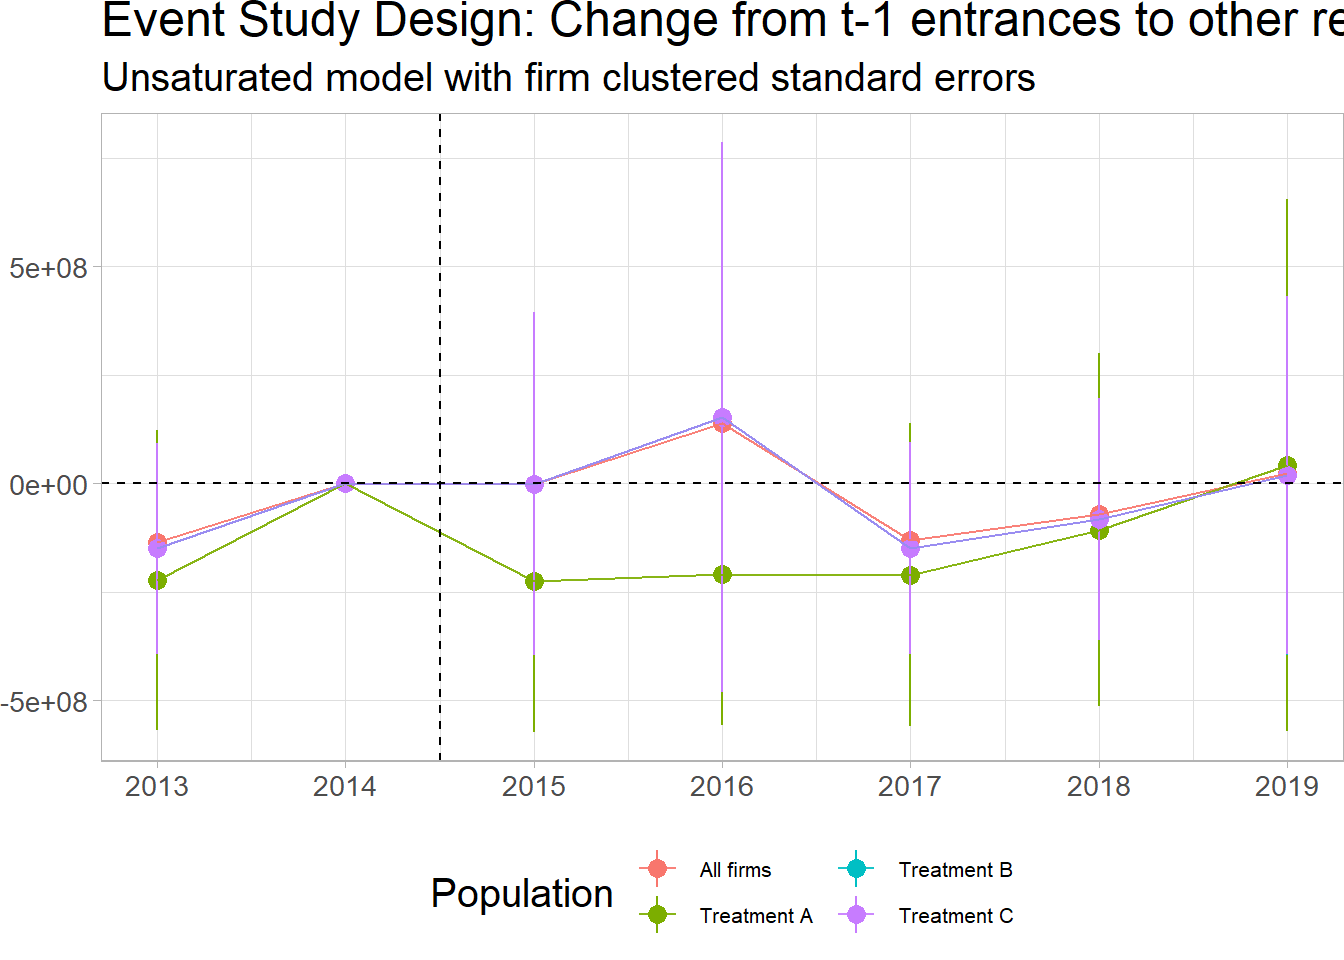 Event Study Design: Change from t-1 entrances to other
Unsaturated model with firm clustered standard errors
5e+08
0e+00
-5e+08
2013 2014 2015 2016 2017 2018 2019
Population
All firms
Treatment B
Treatment A
Treatment C